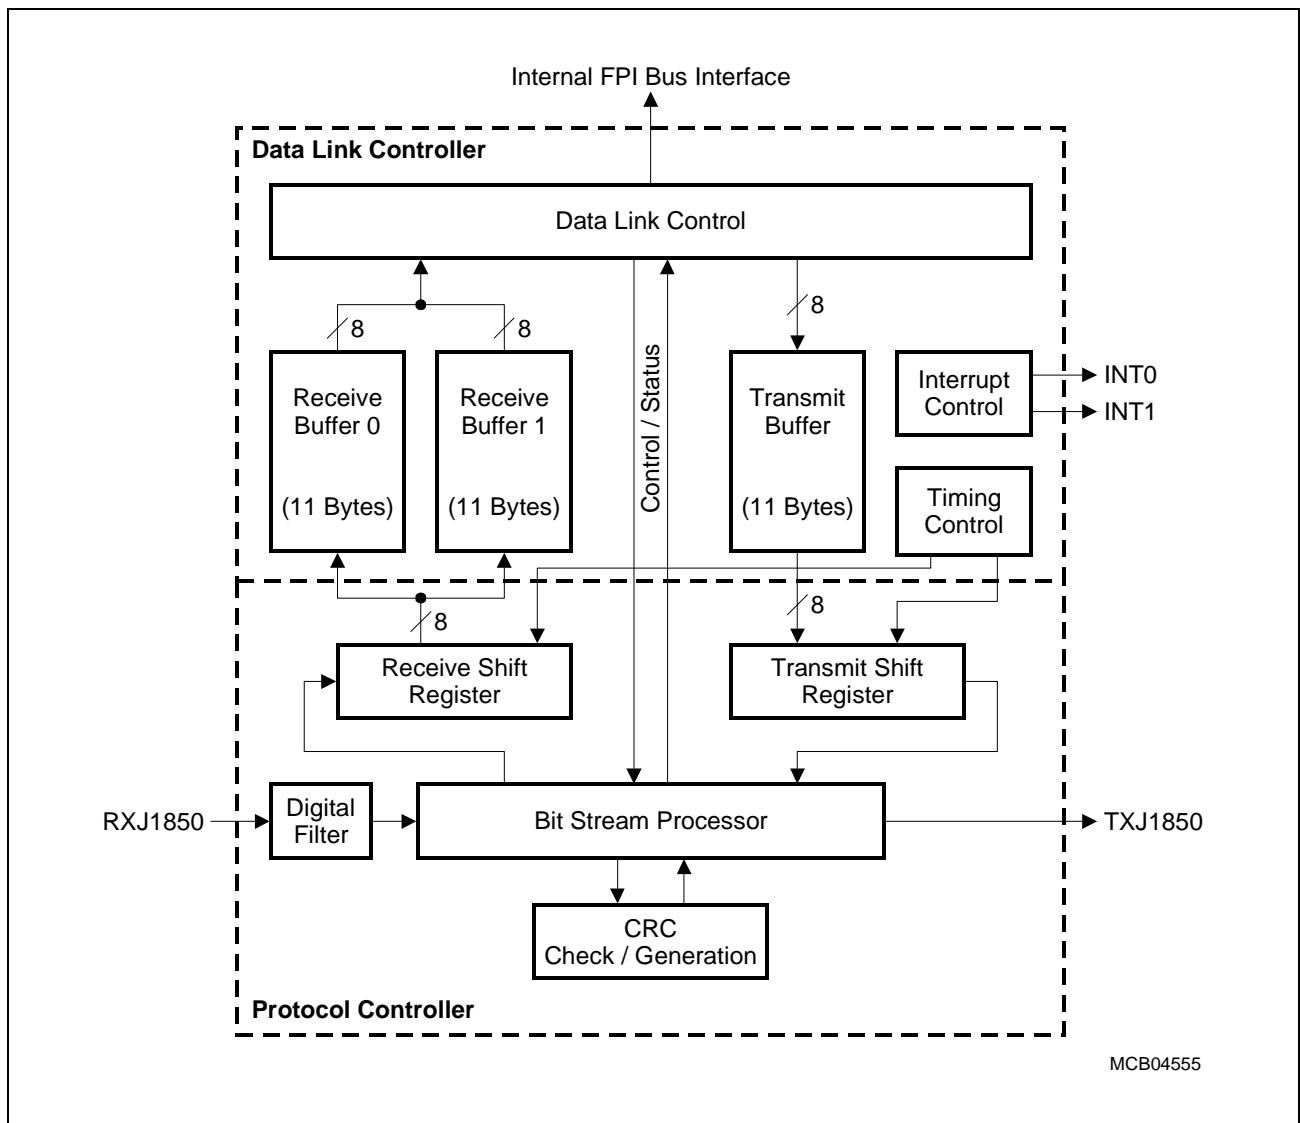 Internal FPI Bus Interface
Data Link Controller
Data Link Control
8
8
8
Receive
Buffer 0
(11 Bytes)
Receive
Buffer 1
(11 Bytes)
Control / Status
Transmit
Buffer
(11 Bytes)
Interrupt
Control
INT0
INT1
Timing
Control
8
8
Receive Shift
Register
Transmit Shift
Register
RXJ1850
Digital
Filter
Bit Stream Processor
TXJ1850
CRC
Check / Generation
Protocol Controller
MCB04555